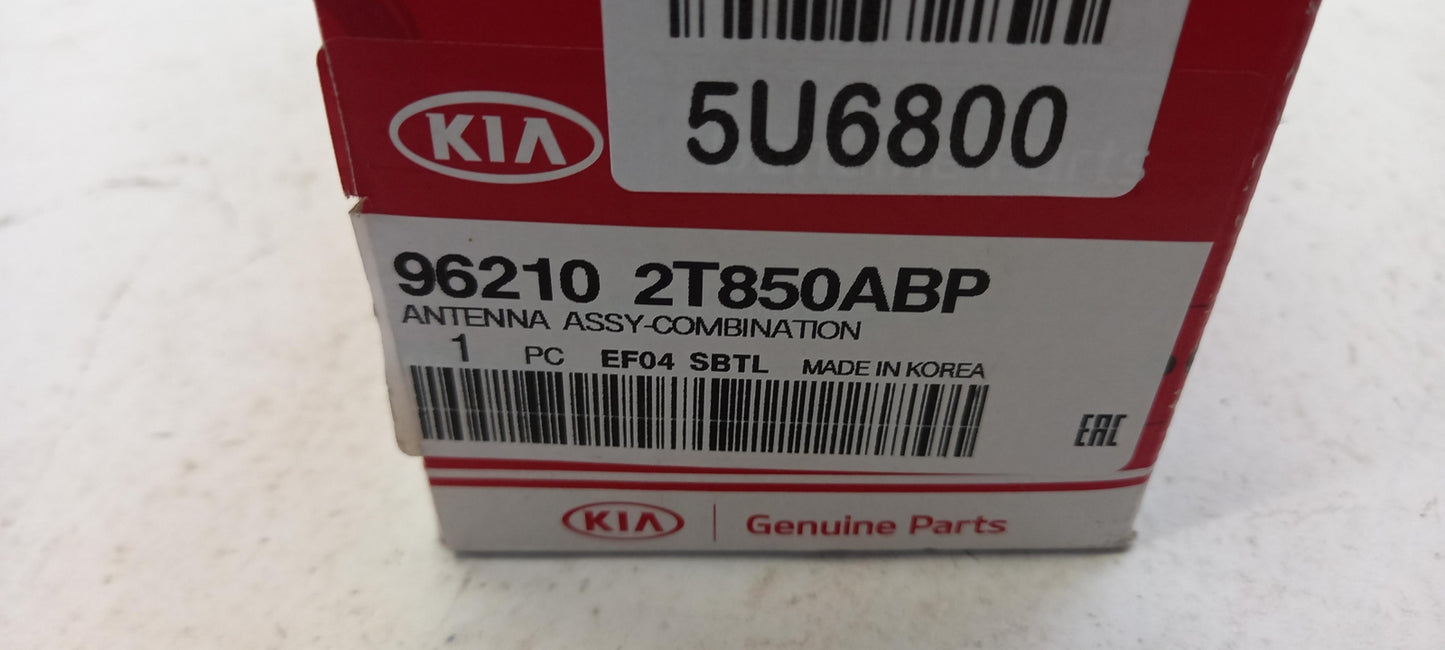 5U6800
KIA
96210 2T850ABP
ANTENNA ASSY-COMBINATION
1 PC EF04 SBTL MADE IN KOREA
EAC
KIA Genuine Parts